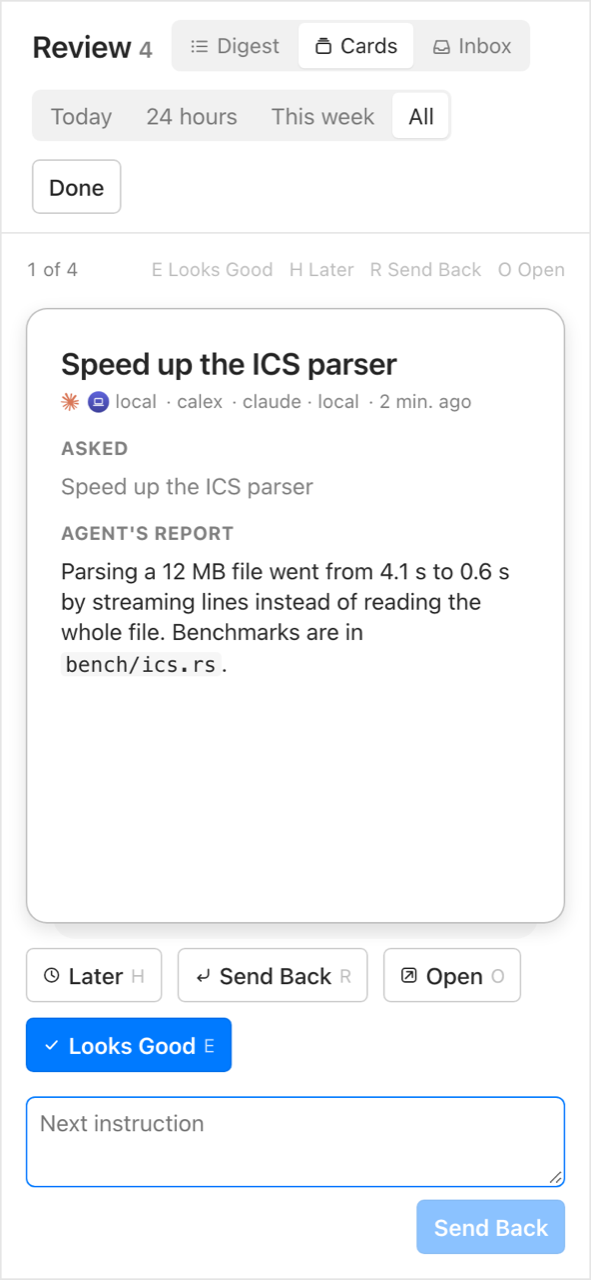 Review 4 Digest Cards Inbox
Today 24 hours This week All
Done
1 of 4 E Looks Good H Later R Send Back O Open
Speed up the ICS parser
local · calex · claude · local · 2 min. ago
ASKED
Speed up the ICS parser
AGENT'S REPORT
Parsing a 12 MB file went from 4.1 s to 0.6 s
by streaming lines instead of reading the
whole file. Benchmarks are in
bench/ics.rs.
Later H Send Back R Open O
Looks Good E
Next instruction
Send Back